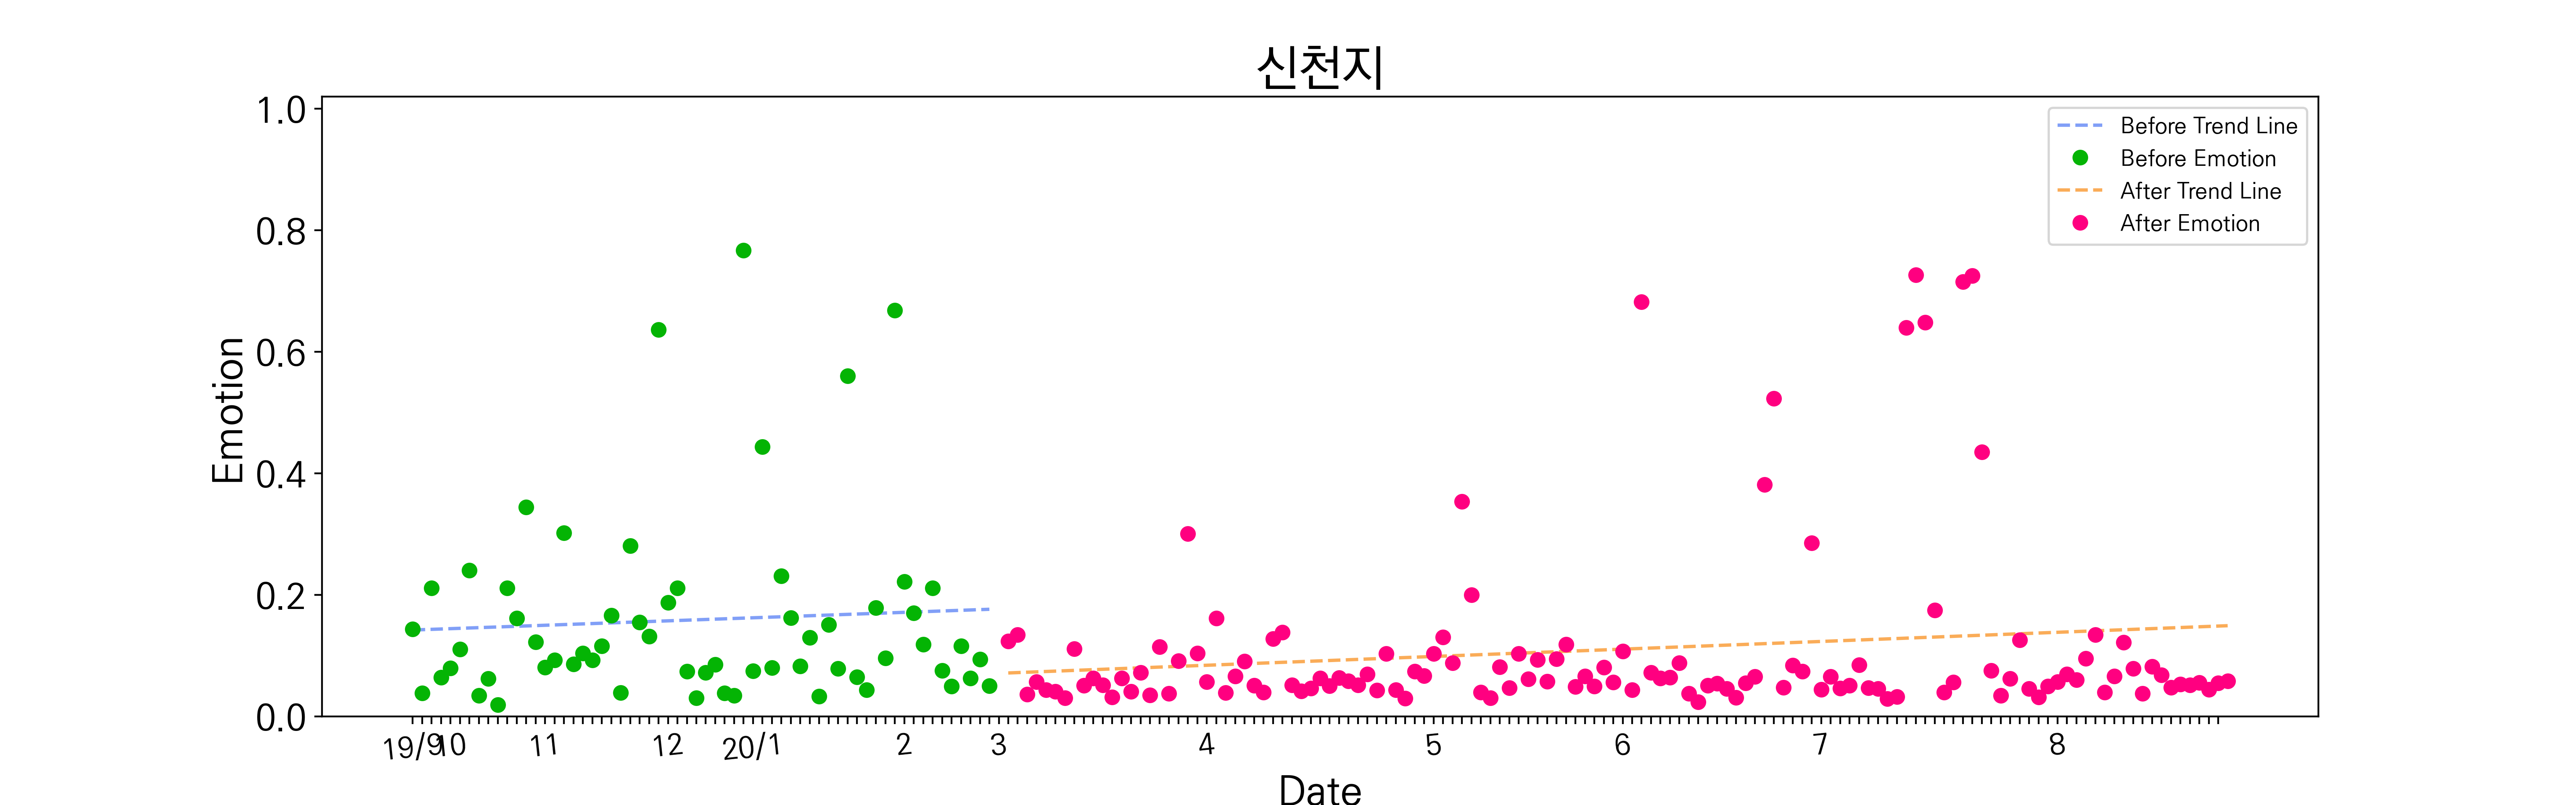 신천지
1.0
0.8
0.6
0.4
0.2
0.0
Emotion
Before Trend Line
Before Emotion
After Trend Line
After Emotion
19/9 10 11 12 20/1 2 3 4 5 6 7 8
Date